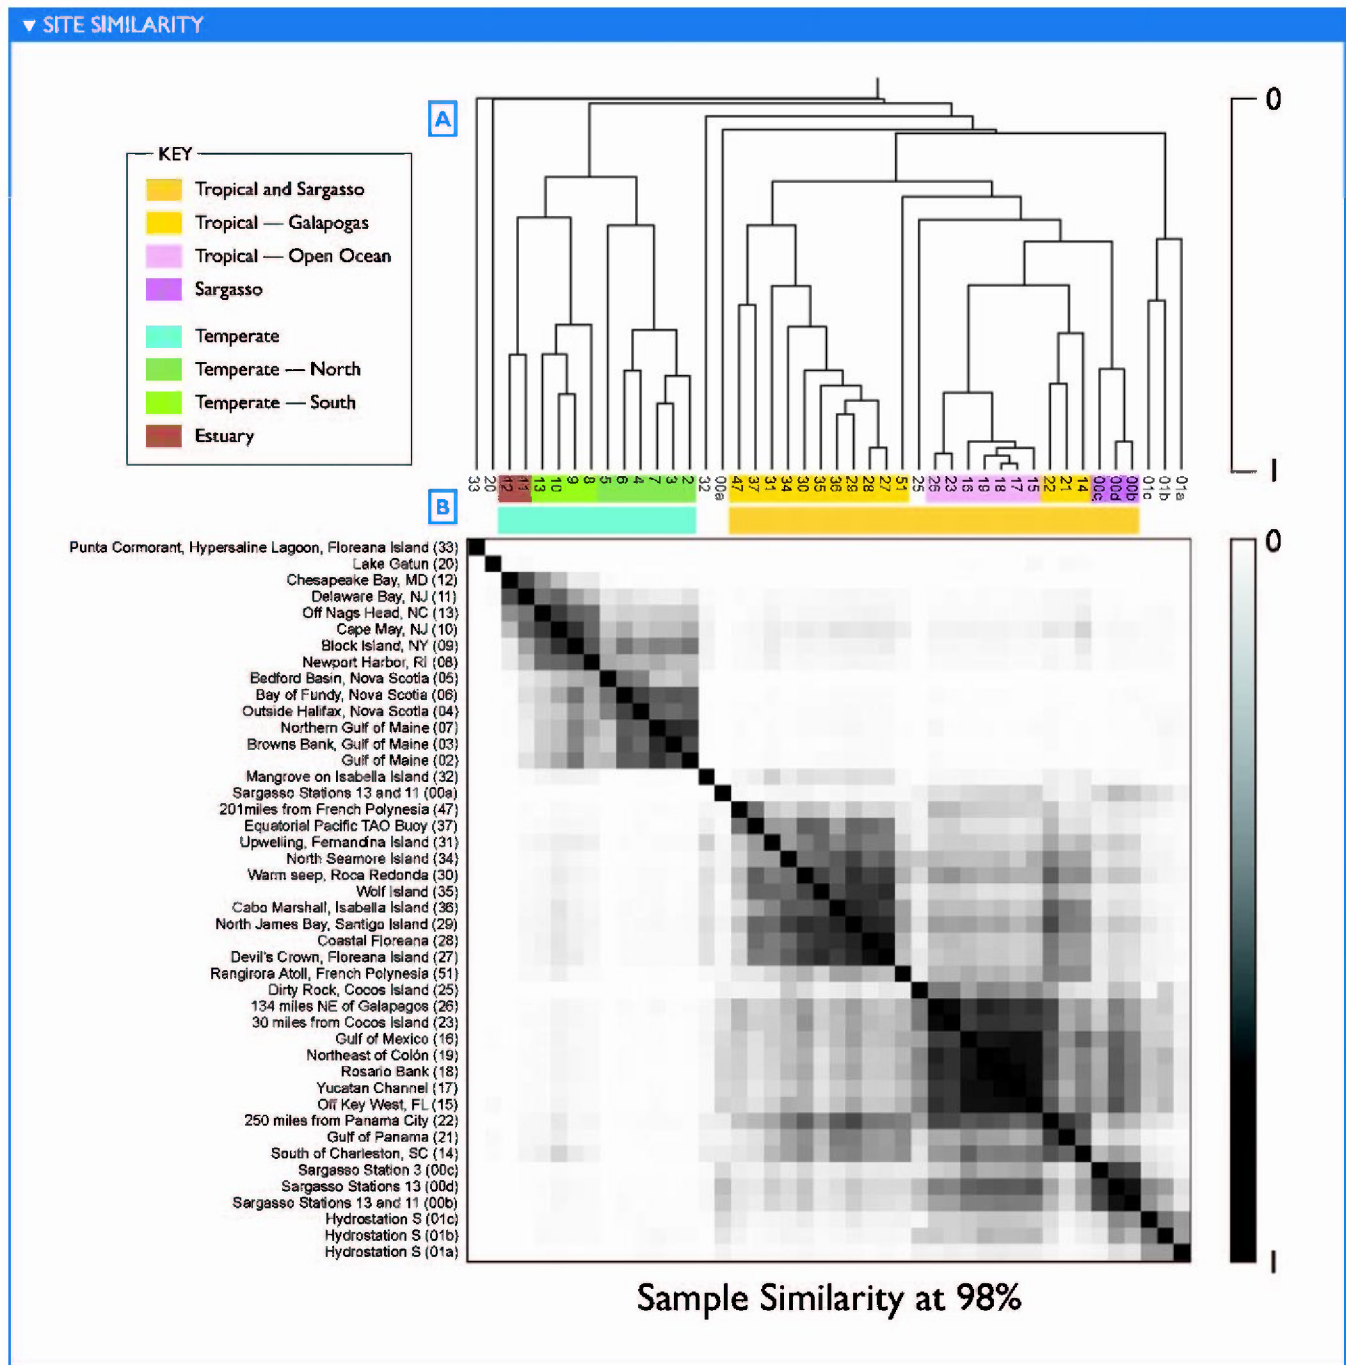 ▼ SITE SIMILARITY
A
0
KEY
Tropical and Sargasso
Tropical — Galapogas
Tropical — Open Ocean
Sargasso
Temperate
Temperate — North
Temperate — South
Estuary
1
33 20 12 11 13 10 9 8 5 6 4 7 3 2 32 00a 47 37 31 34 30 35 36 29 28 27 51 25 26 23 16 19 18 17 15 22 21 14 00c 00d 00b 01c 01b 01a
B
0
Punta Cormorant, Hypersaline Lagoon, Floreana Island (33)
Lake Gatun (20)
Chesapeake Bay, MD (12)
Delaware Bay, NJ (11)
Off Nags Head, NC (13)
Cape May, NJ (10)
Block Island, NY (09)
Newport Harbor, RI (08)
Bedford Basin, Nova Scotia (05)
Bay of Fundy, Nova Scotia (06)
Outside Halifax, Nova Scotia (04)
Northern Gulf of Maine (07)
Browns Bank, Gulf of Maine (03)
Gulf of Maine (02)
Mangrove on Isabella Island (32)
Sargasso Stations 13 and 11 (00a)
201miles from French Polynesia (47)
Equatorial Pacific TAO Buoy (37)
Upwelling, Fernandina Island (31)
North Seamore Island (34)
Warm seep, Roca Redonda (30)
Wolf Island (35)
Cabo Marshall, Isabella Island (36)
North James Bay, Santigo Island (29)
Coastal Floreana (28)
Devil's Crown, Floreana Island (27)
Rangirora Atoll, French Polynesia (51)
Dirty Rock, Cocos Island (25)
134 miles NE of Galapagos (26)
30 miles from Cocos Island (23)
Gulf of Mexico (16)
Northeast of Colón (19)
Rosario Bank (18)
Yucatan Channel (17)
Off Key West, FL (15)
250 miles from Panama City (22)
Gulf of Panama (21)
South of Charleston, SC (14)
Sargasso Station 3 (00c)
Sargasso Stations 13 (00d)
Sargasso Stations 13 and 11 (00b)
Hydrostation S (01c)
Hydrostation S (01b)
Hydrostation S (01a)
1
Sample Similarity at 98%